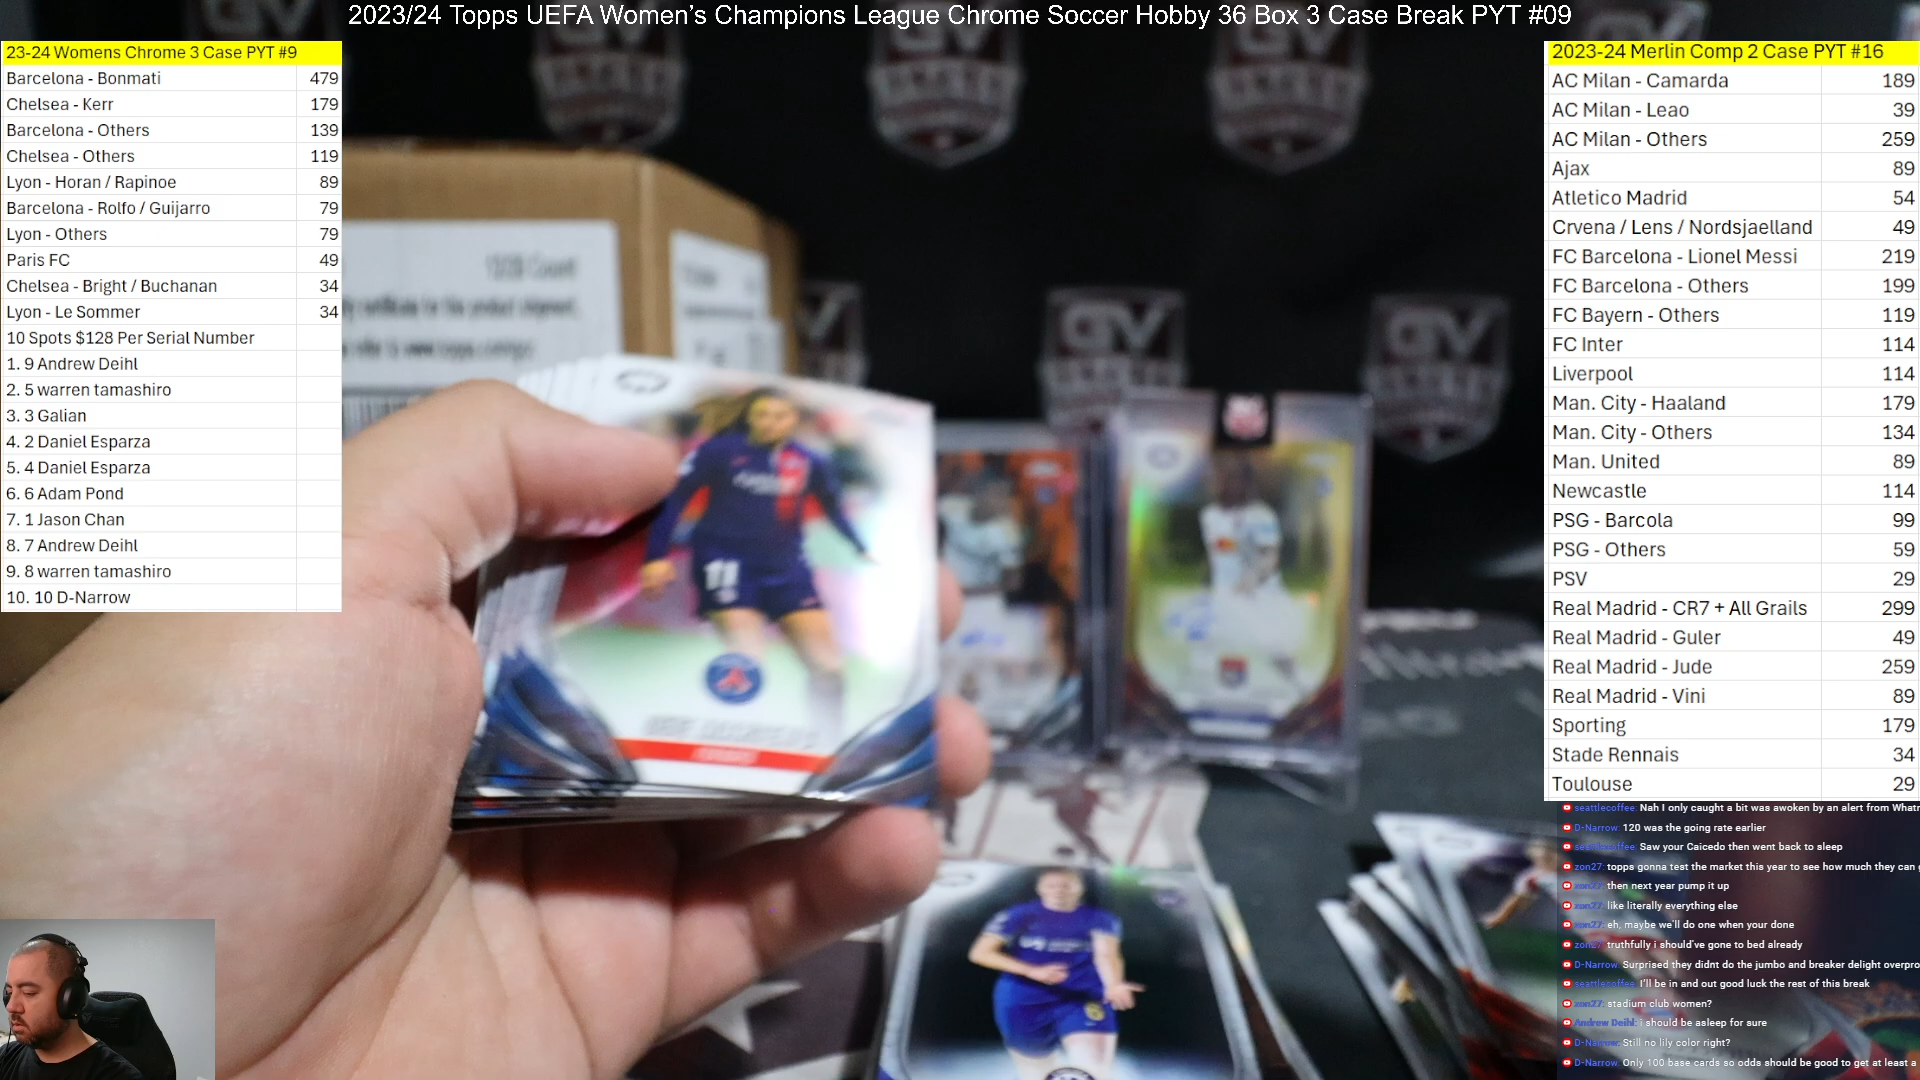 2023/24 Topps UEFA Women's Champions League Chrome Soccer Hobby 36 Box 3 Case Break PYT #09
23-24 Womens Chrome 3 Case PYT #9
Barcelona - Bonmati 479
Chelsea - Kerr 179
Barcelona - Others 139
Chelsea - Others 119
Lyon - Horan / Rapinoe 89
Barcelona - Rolfo / Guijarro 79
Lyon - Others 79
Paris FC 49
Chelsea - Bright / Buchanan 34
Lyon - Le Sommer 34
10 Spots $128 Per Serial Number
1. 9 Andrew Deihl
2. 5 warren tamashiro
3. 3 Galian
4. 2 Daniel Esparza
5. 4 Daniel Esparza
6. 6 Adam Pond
7. 1 Jason Chan
8. 7 Andrew Deihl
9. 8 warren tamashiro
10. 10 D-Narrow
GV
11
2023-24 Merlin Comp 2 Case PYT #16
AC Milan - Camarda 189
AC Milan - Leao 39
AC Milan - Others 259
Ajax 89
Atletico Madrid 54
Crvena / Lens / Nordsjaelland 49
FC Barcelona - Lionel Messi 219
FC Barcelona - Others 199
FC Bayern - Others 119
FC Inter 114
Liverpool 114
Man. City - Haaland 179
Man. City - Others 134
Man. United 89
Newcastle 114
PSG - Barcola 99
PSG - Others 59
PSV 29
Real Madrid - CR7 + All Grails 299
Real Madrid - Guler 49
Real Madrid - Jude 259
Real Madrid - Vini 89
Sporting 179
Stade Rennais 34
Toulouse 29
seattlecoffee: Nah I only caught a bit was awoken by an alert from
D-Narrow: 120 was the going rate earlier
seattlecoffee: Saw your Caicedo then went back to sleep
zon27: topps gonna test the market this year to see how much they can
zon27: then next year pump it up
zon27: like literally everything else
zon27: eh, maybe we'll do one when your done
zon27: truthfully i should've gone to bed already
D-Narrow: Surprised they didnt do the jumbo and breaker delight
seattlecoffee: I'll be in and out good luck the rest of this break
zon27: stadium club women?
Andrew Deihl: i should be asleep for sure
D-Narrow: Still no lily color right?
D-Narrow: Only 100 base cards so odds should be good to get at least a